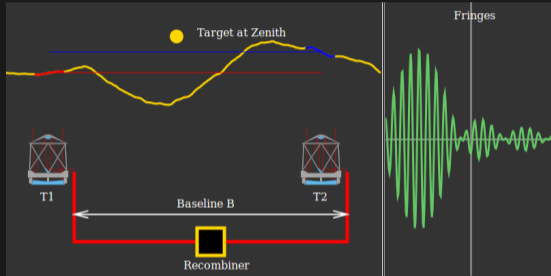 Target at Zenith
Fringes
T1
T2
Baseline B
Recombiner